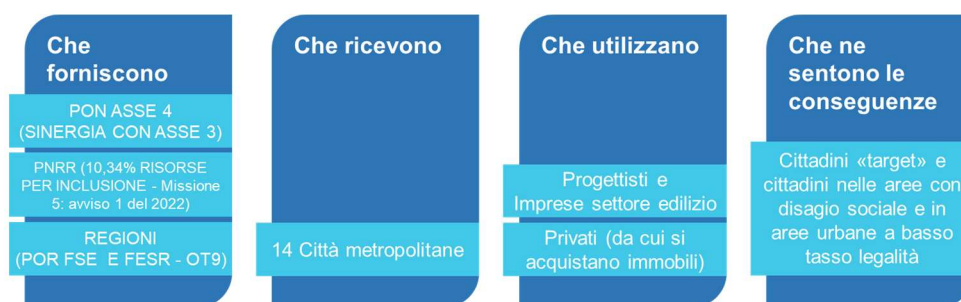 Che
forniscono
PON ASSE 4
(SINERGIA CON ASSE 3)
PNRR (10,34% RISORSE
PER INCLUSIONE - Missione
5: avviso 1 del 2022)
REGIONI
(POR FSE E FESR - OT9)
Che ricevono
14 Città metropolitane
Che utilizzano
Progettisti e
Imprese settore edilizio
Privati (da cui si
acquistano immobili)
Che ne
sentono le
conseguenze
Cittadini «target» e
cittadini nelle aree con
disagio sociale e in
aree urbane a basso
tasso legalità